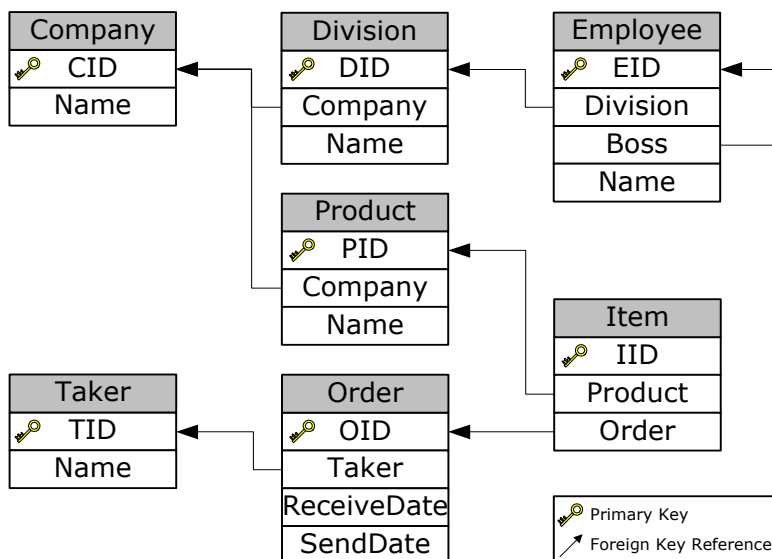 Company
CID
Name
Division
DID
Company
Name
Employee
EID
Division
Boss
Name
Product
PID
Company
Name
Item
IID
Product
Order
Taker
TID
Name
Order
OID
Taker
ReceiveDate
SendDate
Primary Key
Foreign Key Reference